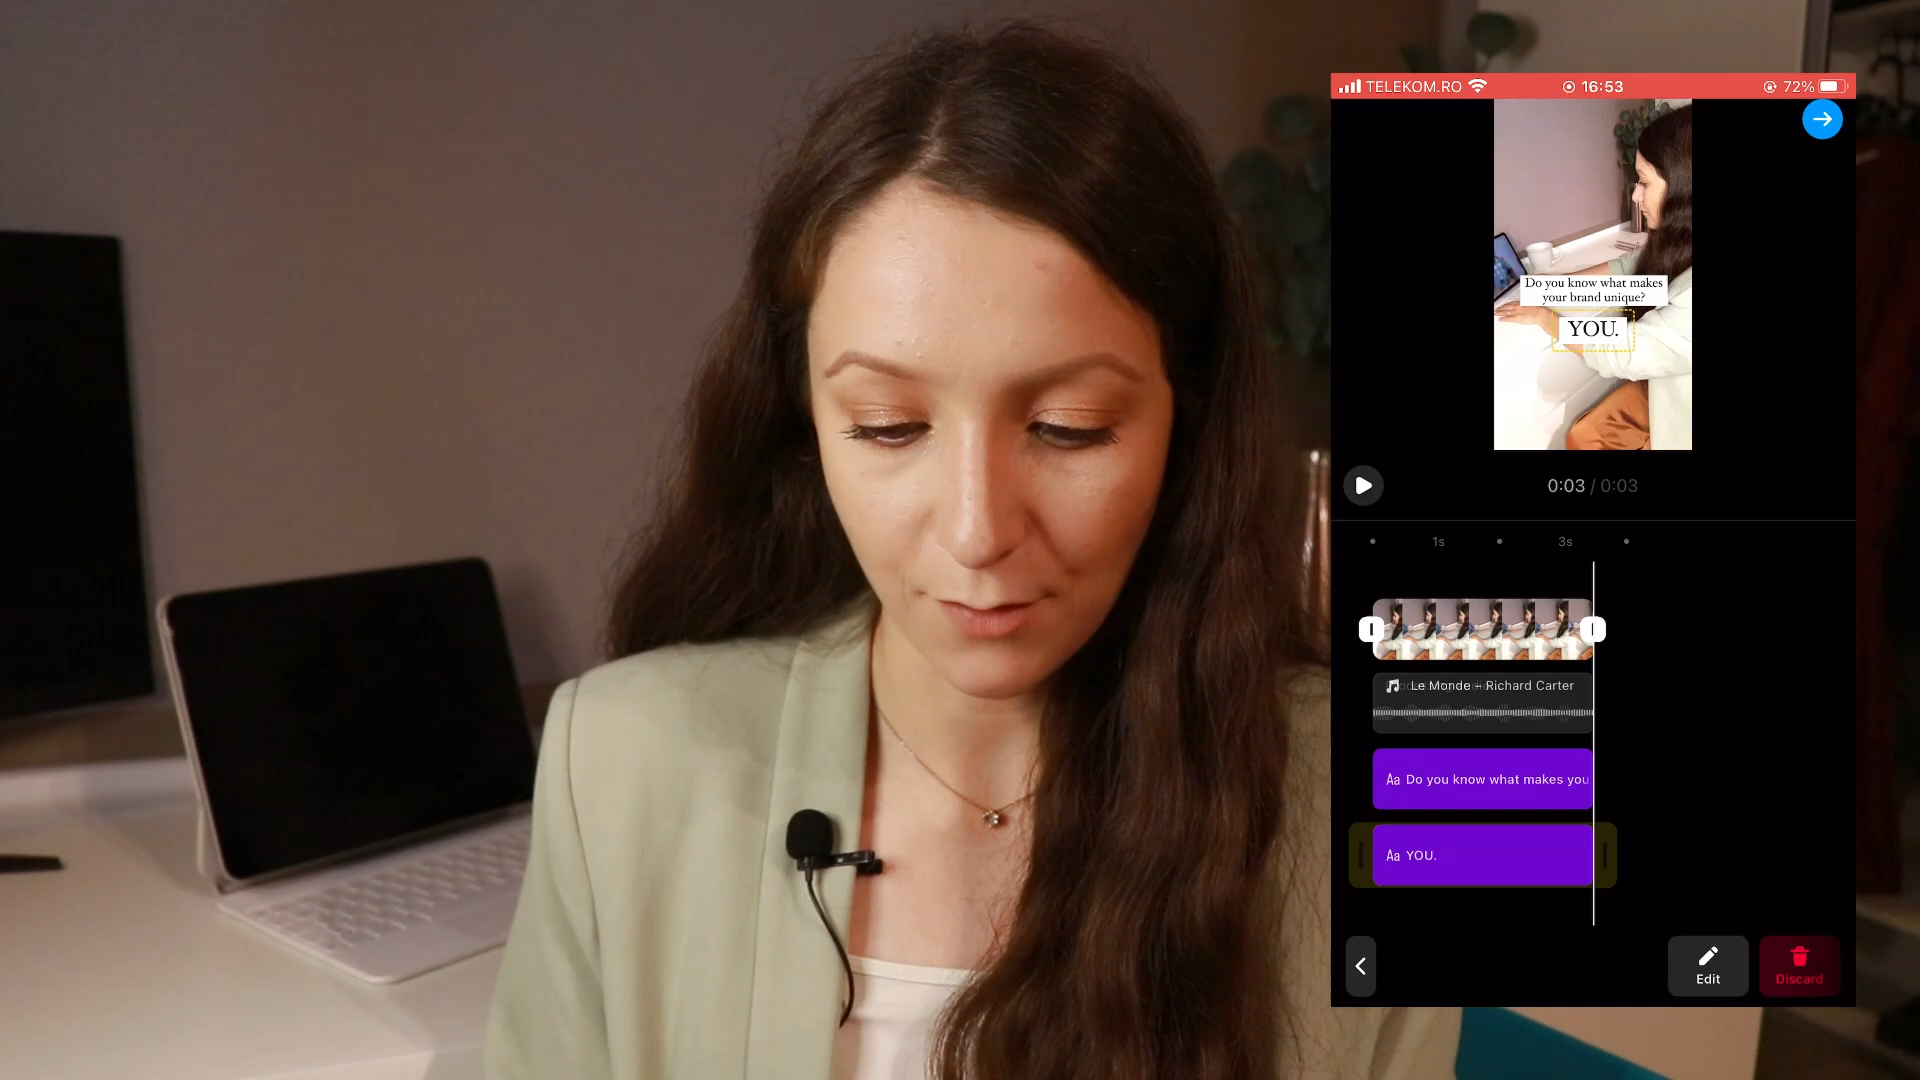 TELEKOM.RO
16:53
72%
Do you know what makes
your brand unique?
YOU.
0:03 / 0:03
1s
3s
Le Monde – Richard Carter
Aa Do you know what makes you
Aa YOU.
Edit
Discard